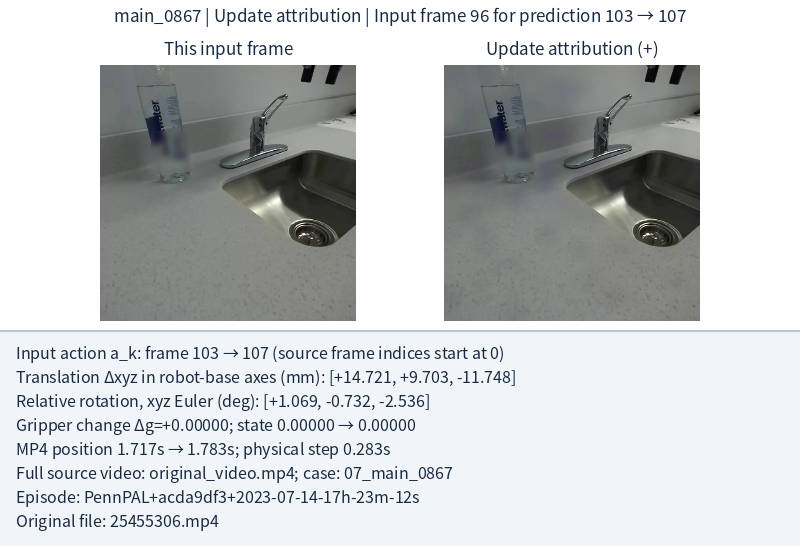 main_0867 | Update attribution | Input frame 96 for prediction 103 → 107
This input frame
Update attribution (+)
water
Input action a_k: frame 103 → 107 (source frame indices start at 0)
Translation Δxyz in robot-base axes (mm): [+14.721, +9.703, -11.748]
Relative rotation, xyz Euler (deg): [+1.069, -0.732, -2.536]
Gripper change Δg=+0.00000; state 0.00000 → 0.00000
MP4 position 1.717s → 1.783s; physical step 0.283s
Full source video: original_video.mp4; case: 07_main_0867
Episode: PennPAL+acda9df3+2023-07-14-17h-23m-12s
Original file: 25455306.mp4